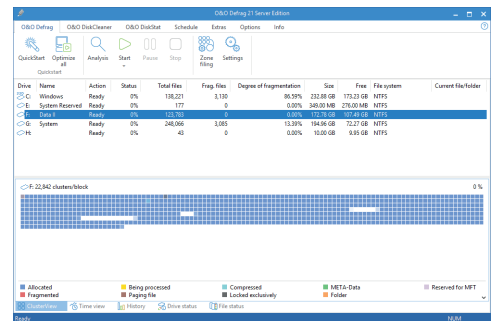 O&O Defrag 21 Server Edition
O&O Defrag O&O DiskCleaner O&O DiskStat Schedule Extras Options Info
QuickStart Optimize all Analysis Start Pause Stop Zone filing Settings
Quickstart
Drive Name Action Status Total files Frag. files Degree of fragmentation Size Free File system Current file/folder
C: Windows Ready 0% 138,221 3,130 86.59% 232.88 GB 173.23 GB NTFS
E: System Reserved Ready 0% 177 0 0.00% 349.00 MB 276.00 MB NTFS
F: Data II Ready 0% 123,783 0 0.00% 172.78 GB 107.49 GB NTFS
G: System Ready 0% 248,066 3,085 13.39% 194.96 GB 72.27 GB NTFS
H: Ready 0% 43 0 0.00% 10.00 GB 9.95 GB NTFS
F: 22,842 clusters/block 0 %
Allocated Being processed Compressed META-Data Reserved for MFT
Fragmented Paging file Locked exclusively Folder
ClusterView Time view History Drive status File status
Ready NUM